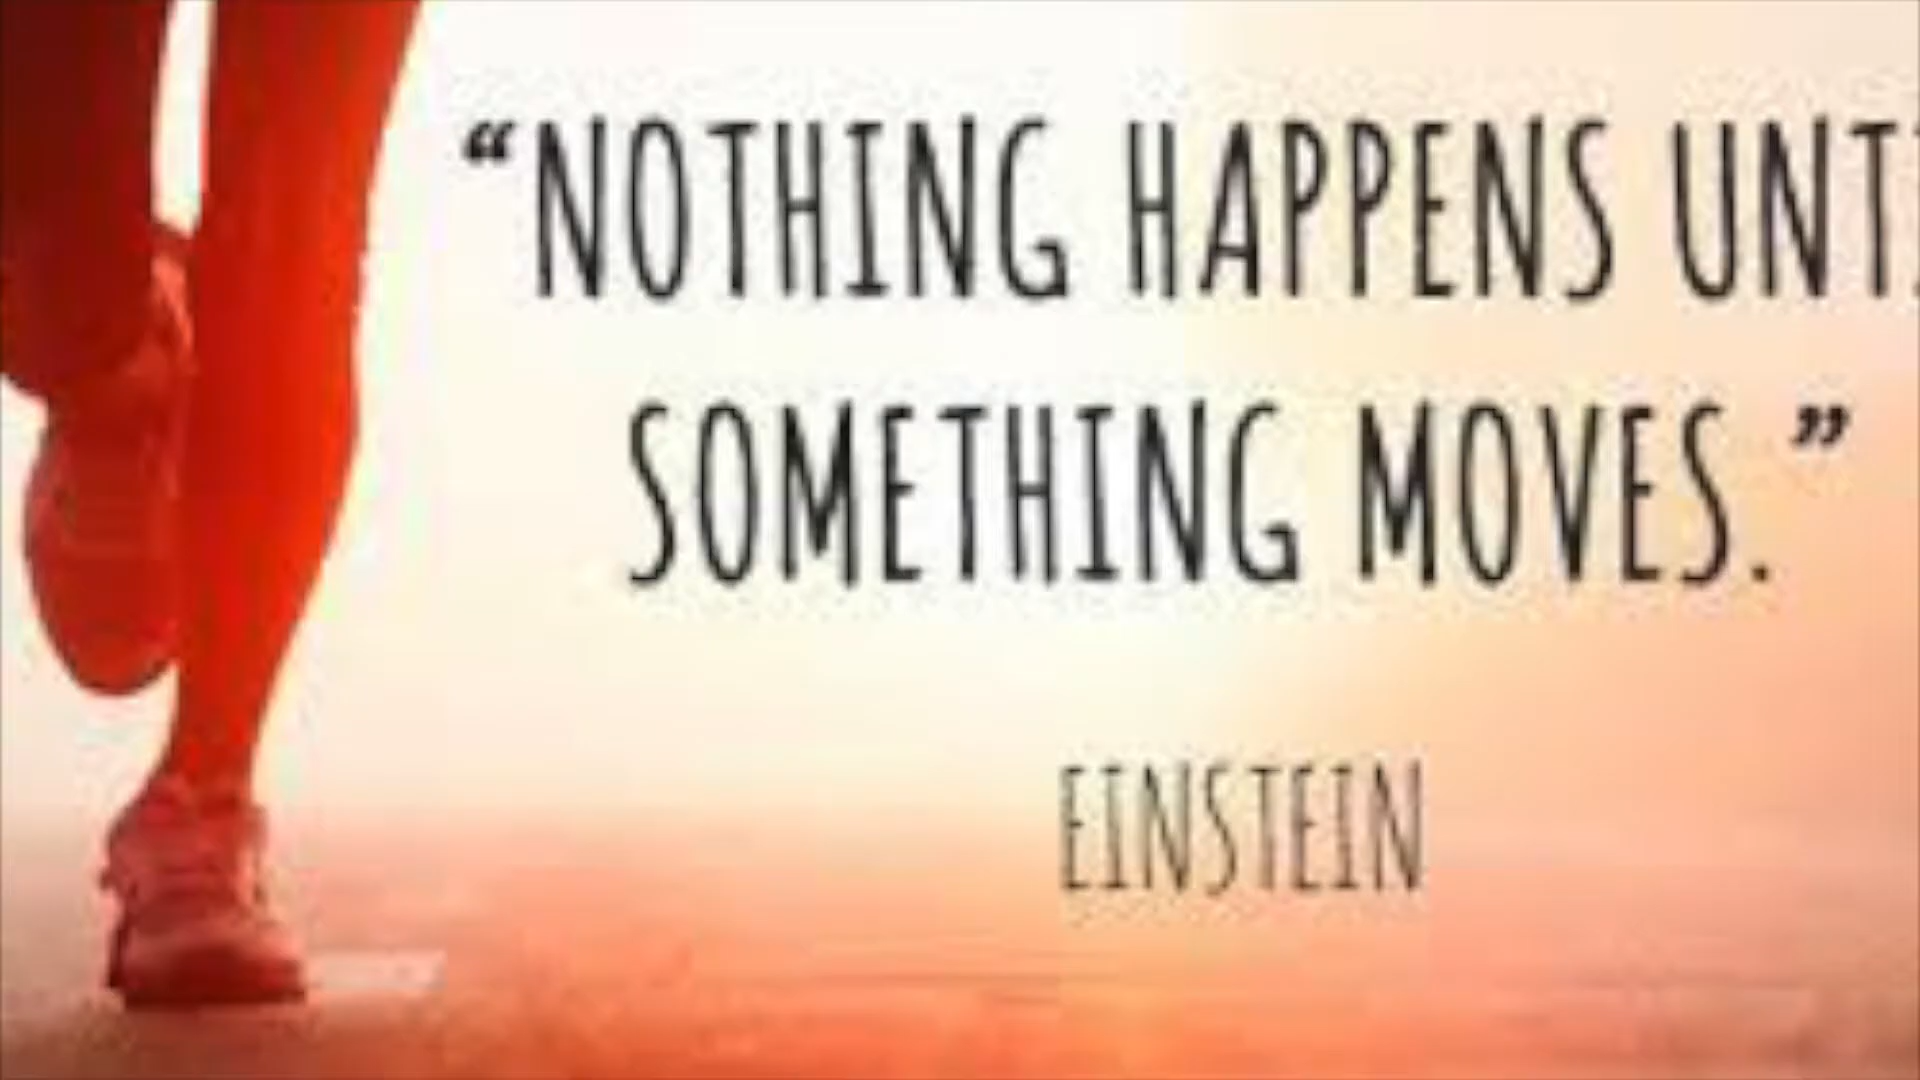 “NOTHING HAPPENS UNT
SOMETHING MOVES.”
EINSTEIN